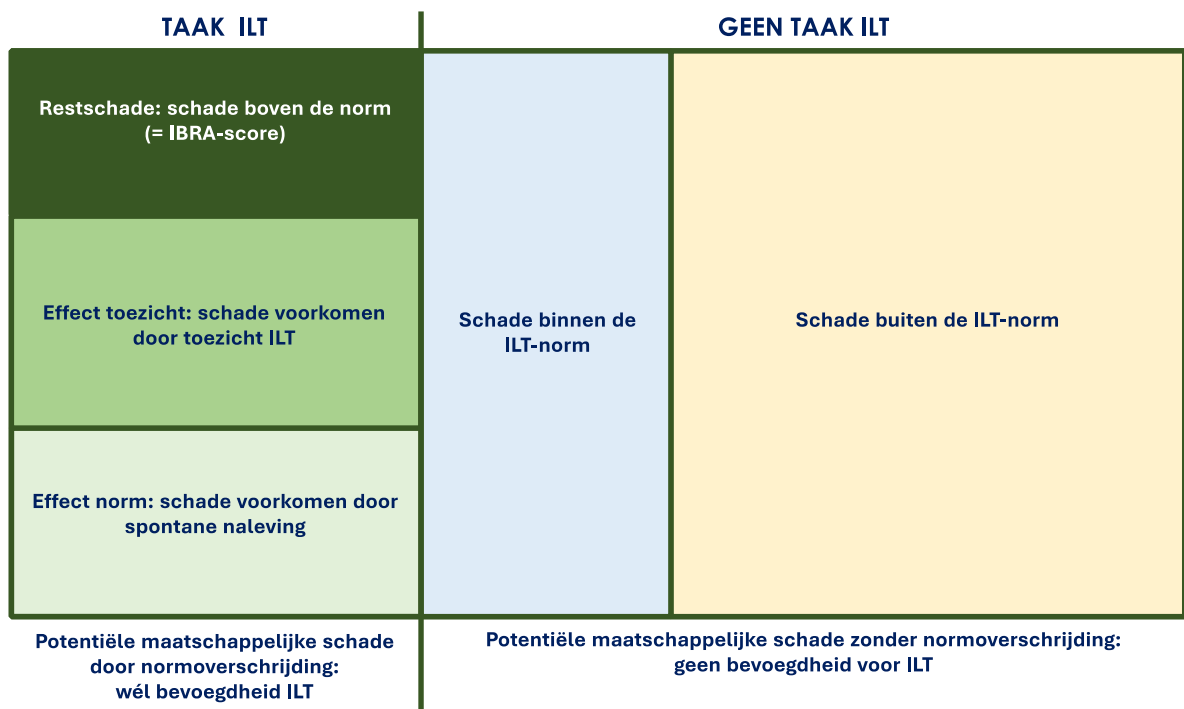 TAAK ILT
GEEN TAAK ILT
Restschade: schade boven de norm
(= IBRA-score)
Effect toezicht: schade voorkomen
door toezicht ILT
Effect norm: schade voorkomen door
spontane naleving
Schade binnen de
ILT-norm
Schade buiten de ILT-norm
Potentiële maatschappelijke schade
door normoverschrijding:
wél bevoegdheid ILT
Potentiële maatschappelijke schade zonder normoverschrijding:
geen bevoegdheid voor ILT